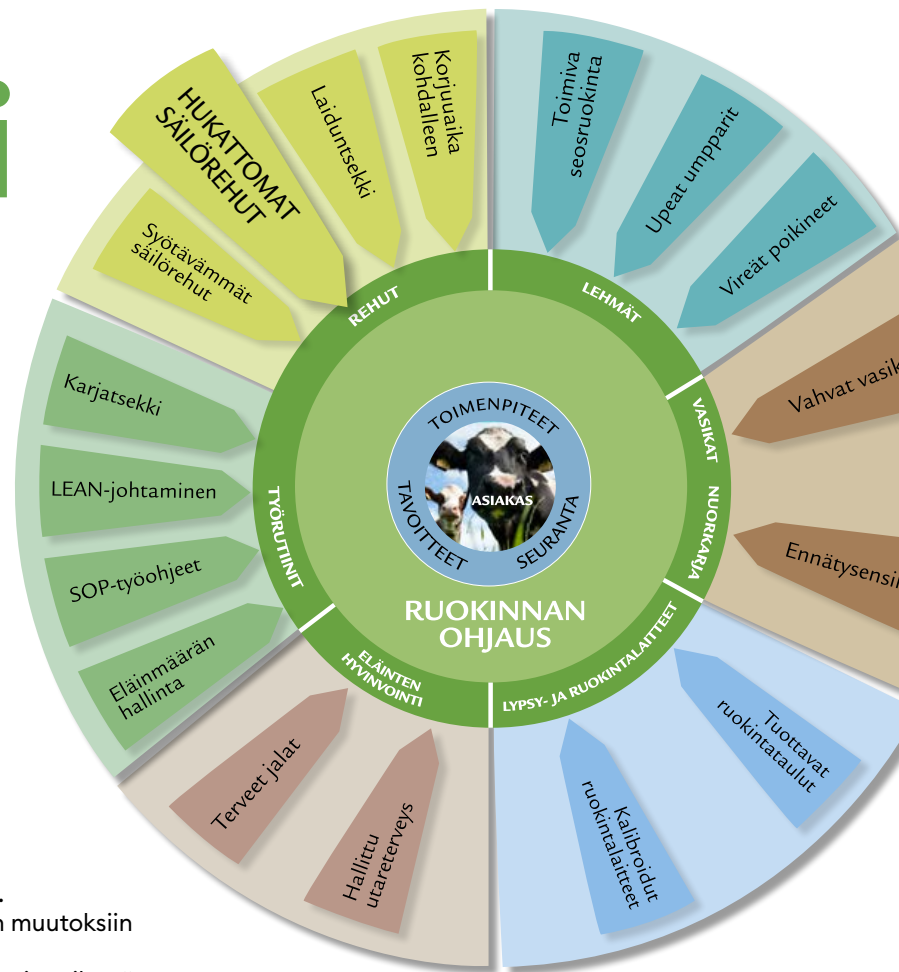 HUKATTOMAT
SÄILÖREHUT
Laiduntsekki
Korjuuaika
kohdalleen
Syötävämmät
säilörehut
REHUT
Toimiva
seosruokinta
Upeat umpparit
Vireät poikineet
LEHMÄT
Vahvat
VASIKAT
NUORKARJA
Tuottavat
ruokintataulut
Kalibroidut
ruokintalaitteet
LYPSY- JA RUOKINTALAITTEET
Hallittu
utareterveys
Terveet jalat
ELÄINTEN
HYVINVOINTI
Karjatsekki
LEAN-johtaminen
SOP-työohjeet
Eläinmäärän
hallinta
TYÖRUTIINIT
TOIMENPITEET
ASIAKAS
TAVOITTEET
SEURANTA
RUOKINNAN
OHJAUS
muutoksiin